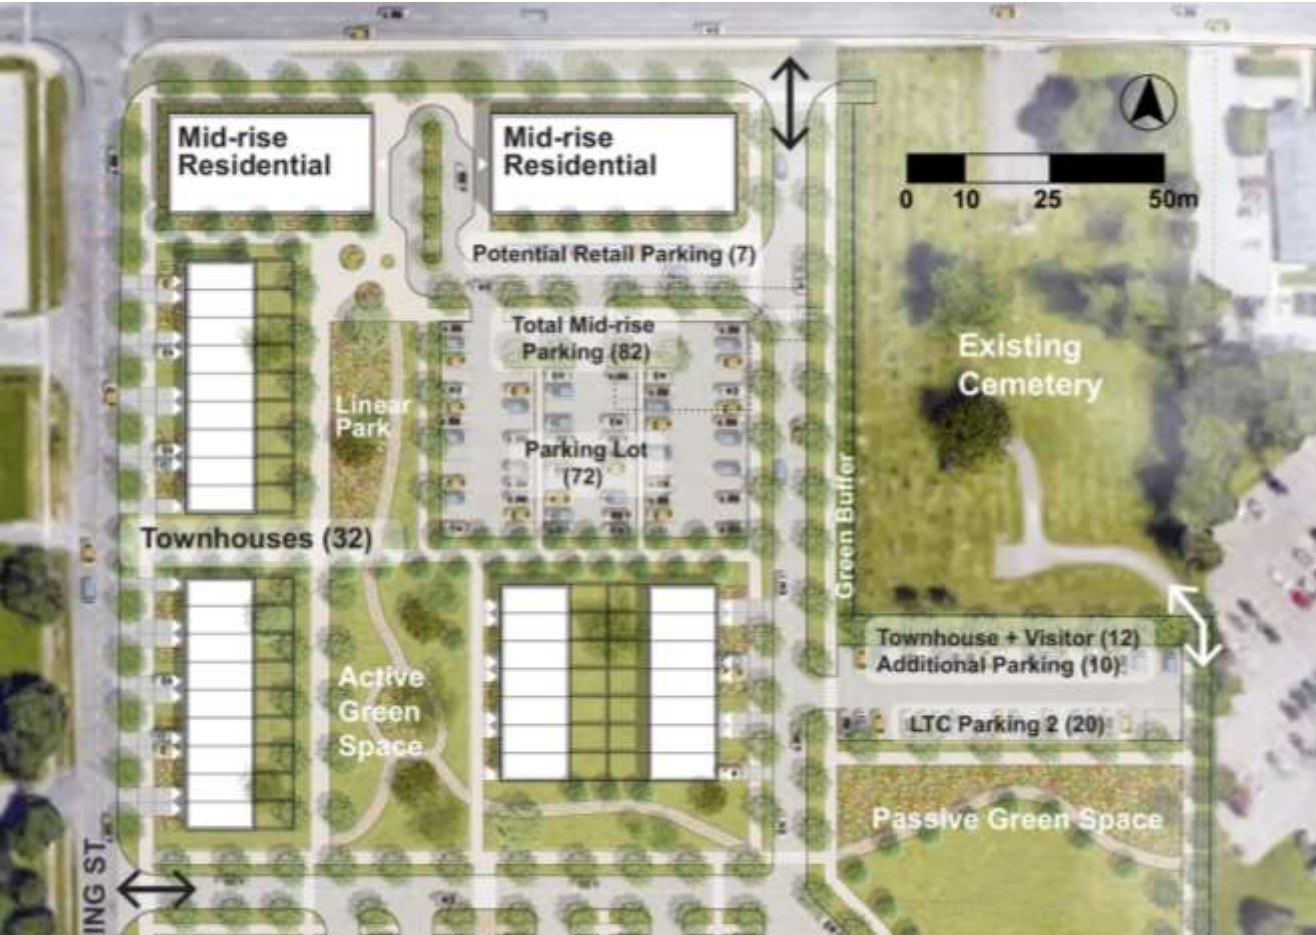 Mid-rise
Residential
Mid-rise
Residential
0 10 25 50m
Potential Retail Parking (7)
Total Mid-rise
Parking (82)
Existing
Cemetery
Linear
Park
Parking Lot
(72)
Townhouses (32)
Green Buffer
Townhouse + Visitor (12)
Additional Parking (10)
Active
Green
Space
LTC Parking 2 (20)
Passive Green Space
ING ST